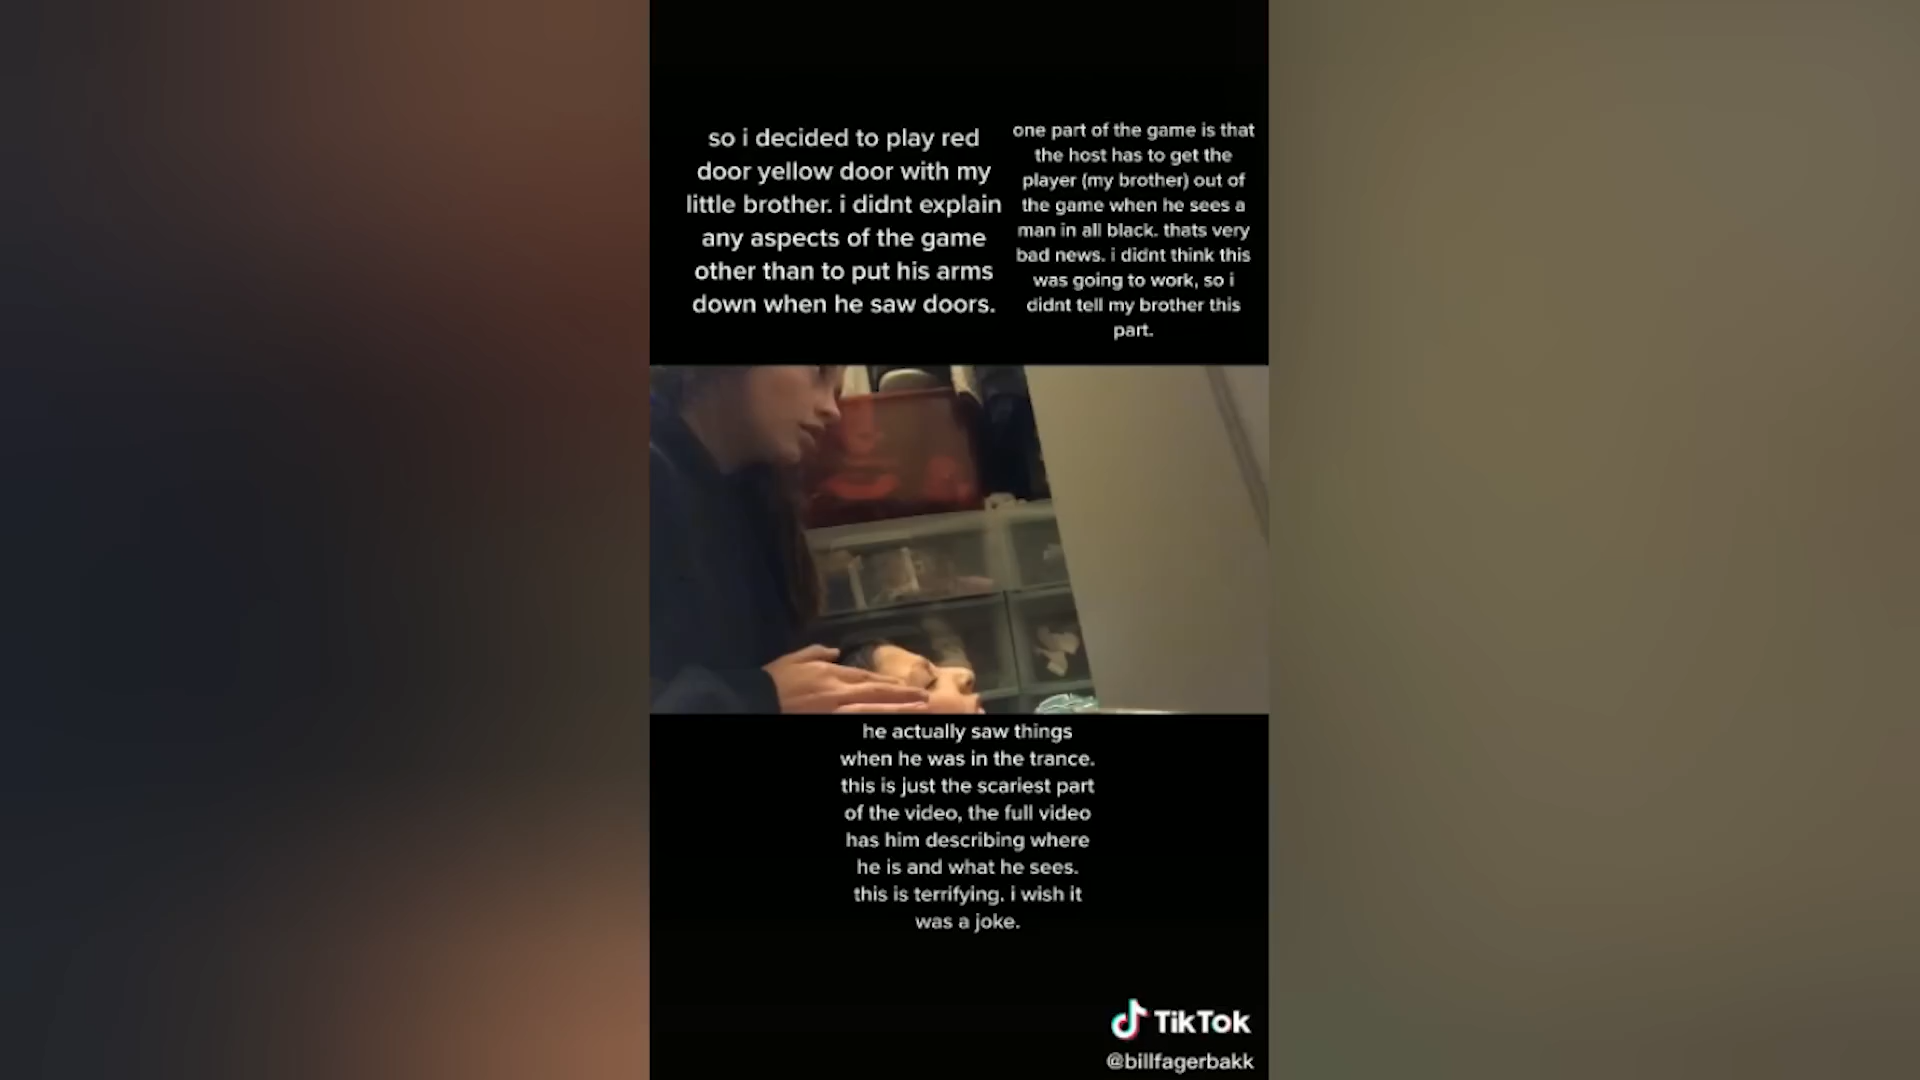 so i decided to play red
door yellow door with my
little brother. i didnt explain
any aspects of the game
other than to put his arms
down when he saw doors.
one part of the game is that
the host has to get the
player (my brother) out of
the game when he sees a
man in all black. thats very
bad news. i didnt think this
was going to work, so i
didnt tell my brother this
part.
he actually saw things
when he was in the trance.
this is just the scariest part
of the video, the full video
has him describing where
he is and what he sees.
this is terrifying. i wish it
was a joke.
TikTok
@billfagerbakk